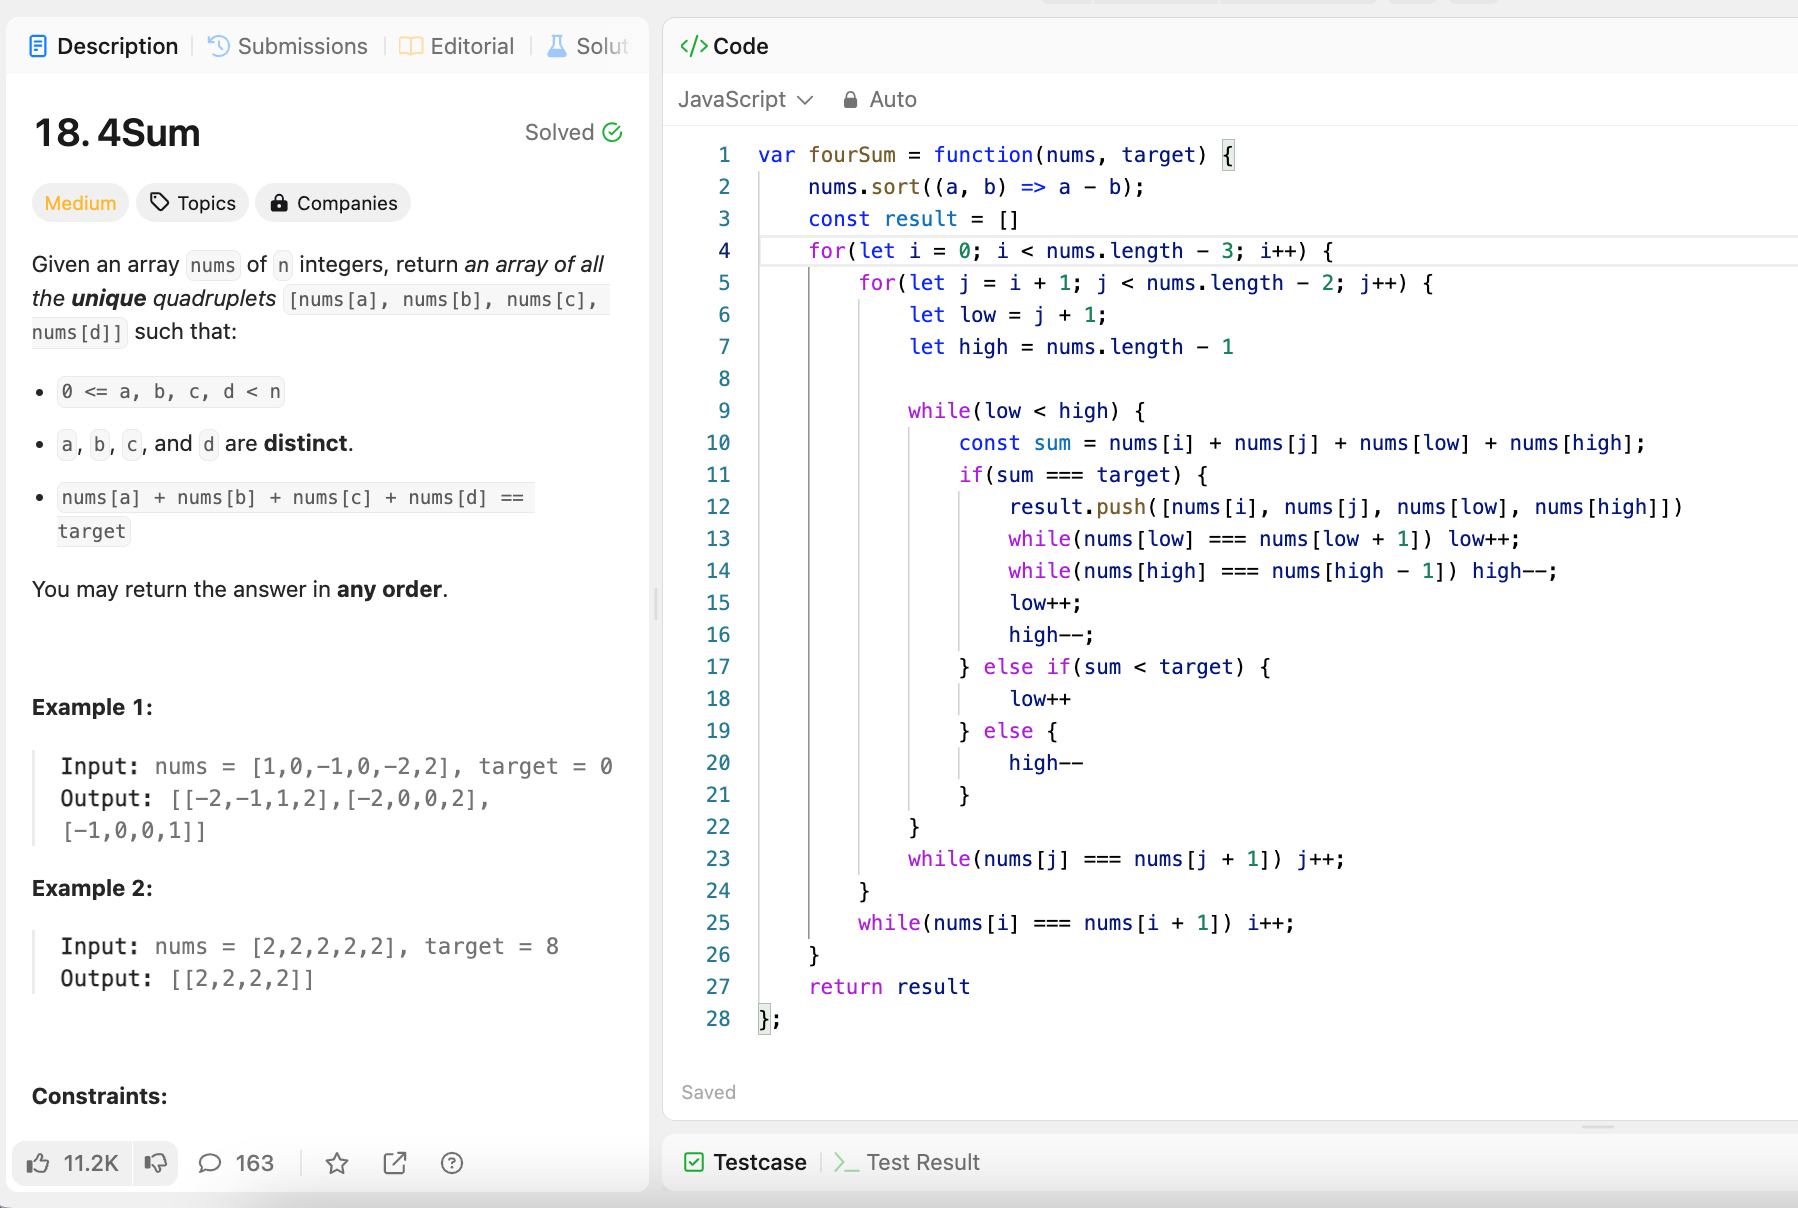 Description
Submissions
Editorial
Solut
18. 4Sum
Solved
Medium
Topics
Companies
Given an array nums of n integers, return an array of all
the unique quadruplets [nums[a], nums[b], nums[c],
nums[d]] such that:
• 0 <= a, b, c, d < n
• a, b, c, and d are distinct.
• nums[a] + nums[b] + nums[c] + nums[d] ==
target
You may return the answer in any order.
Example 1:
Input: nums = [1,0,-1,0,-2,2], target = 0
Output: [[-2,-1,1,2],[-2,0,0,2],
[-1,0,0,1]]
Example 2:
Input: nums = [2,2,2,2,2], target = 8
Output: [[2,2,2,2]]
Constraints:
11.2K
163
</> Code
JavaScript
Auto
1 var fourSum = function(nums, target) {
2     nums.sort((a, b) => a - b);
3     const result = []
4     for(let i = 0; i < nums.length - 3; i++) {
5         for(let j = i + 1; j < nums.length - 2; j++) {
6             let low = j + 1;
7             let high = nums.length - 1
8
9             while(low < high) {
10                 const sum = nums[i] + nums[j] + nums[low] + nums[high];
11                 if(sum === target) {
12                     result.push([nums[i], nums[j], nums[low], nums[high]])
13                     while(nums[low] === nums[low + 1]) low++;
14                     while(nums[high] === nums[high - 1]) high--;
15                     low++;
16                     high--;
17                 } else if(sum < target) {
18                     low++
19                 } else {
20                     high--
21                 }
22             }
23             while(nums[j] === nums[j + 1]) j++;
24         }
25         while(nums[i] === nums[i + 1]) i++;
26     }
27     return result
28 };
Saved
Testcase
Test Result